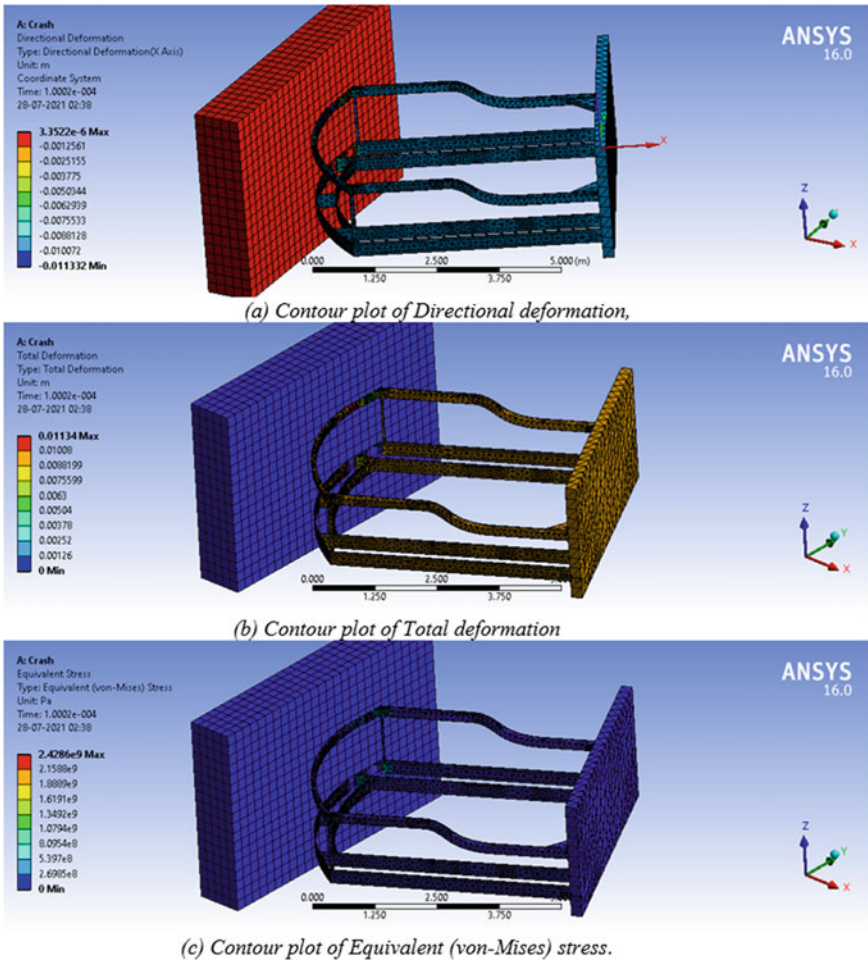 A: Crash
Directional Deformation
Type: Directional Deformation(X Axis)
Unit: m
Coordinate System
Time: 1.0002e-004
28-07-2021 02:38
3.3522e-6 Max
-0.0012561
-0.0025155
-0.003775
-0.0050344
-0.0062939
-0.0075533
-0.0088128
-0.010072
-0.011332 Min
ANSYS
16.0
X
Z
X
0.000 2.500 5.000 (m)
1.250 3.750
(a) Contour plot of Directional deformation,
A: Crash
Total Deformation
Type: Total Deformation
Unit: m
Time: 1.0002e-004
28-07-2021 02:38
0.01134 Max
0.01008
0.0088199
0.0075599
0.0063
0.00504
0.00378
0.00252
0.00126
0 Min
ANSYS
16.0
Z
Y
X
0.000 2.500
1.250 3.750
(b) Contour plot of Total deformation
A: Crash
Equivalent Stress
Type: Equivalent (von-Mises) Stress
Unit: Pa
Time: 1.0002e-004
28-07-2021 02:38
2.4286e9 Max
2.1588e9
1.8889e9
1.6191e9
1.3492e9
1.0794e9
8.0954e8
5.397e8
2.6985e8
0 Min
ANSYS
16.0
Z
Y
X
0.000 2.500
1.250 3.750
(c) Contour plot of Equivalent (von-Mises) stress.